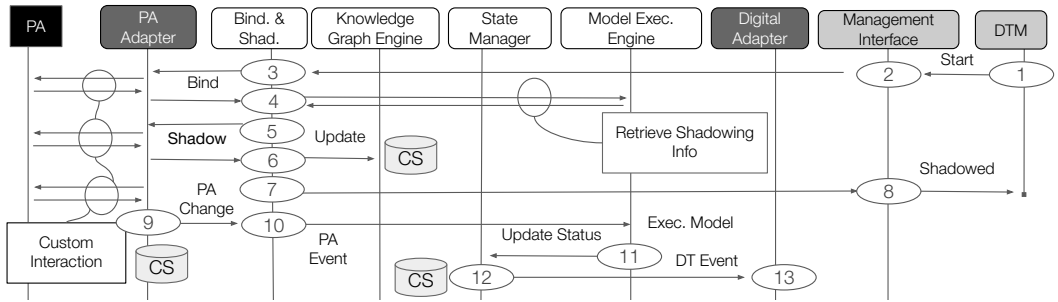 PA
PA
Adapter
Bind. &
Shad.
Knowledge
Graph Engine
State
Manager
Model Exec.
Engine
Digital
Adapter
Management
Interface
DTM
Start
3
2
1
Bind
4
5
Retrieve Shadowing
Info
Shadow
Update
CS
6
Shadowed
7
8
PA
Change
9
10
Exec. Model
Custom
Interaction
PA
Event
Update Status
11
CS
DT Event
CS
12
13